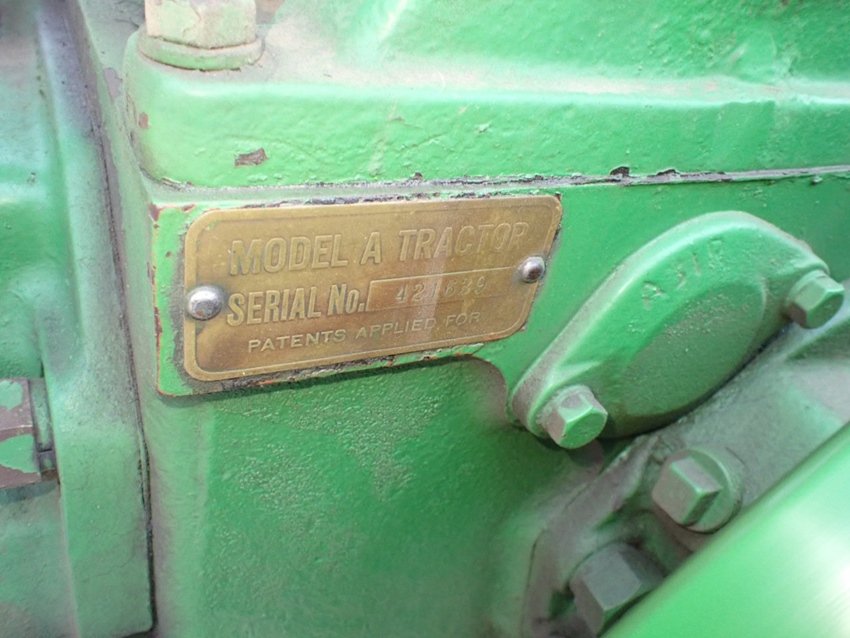 MODEL A TRACTOR
SERIAL No.
PATENTS APPLIED FOR